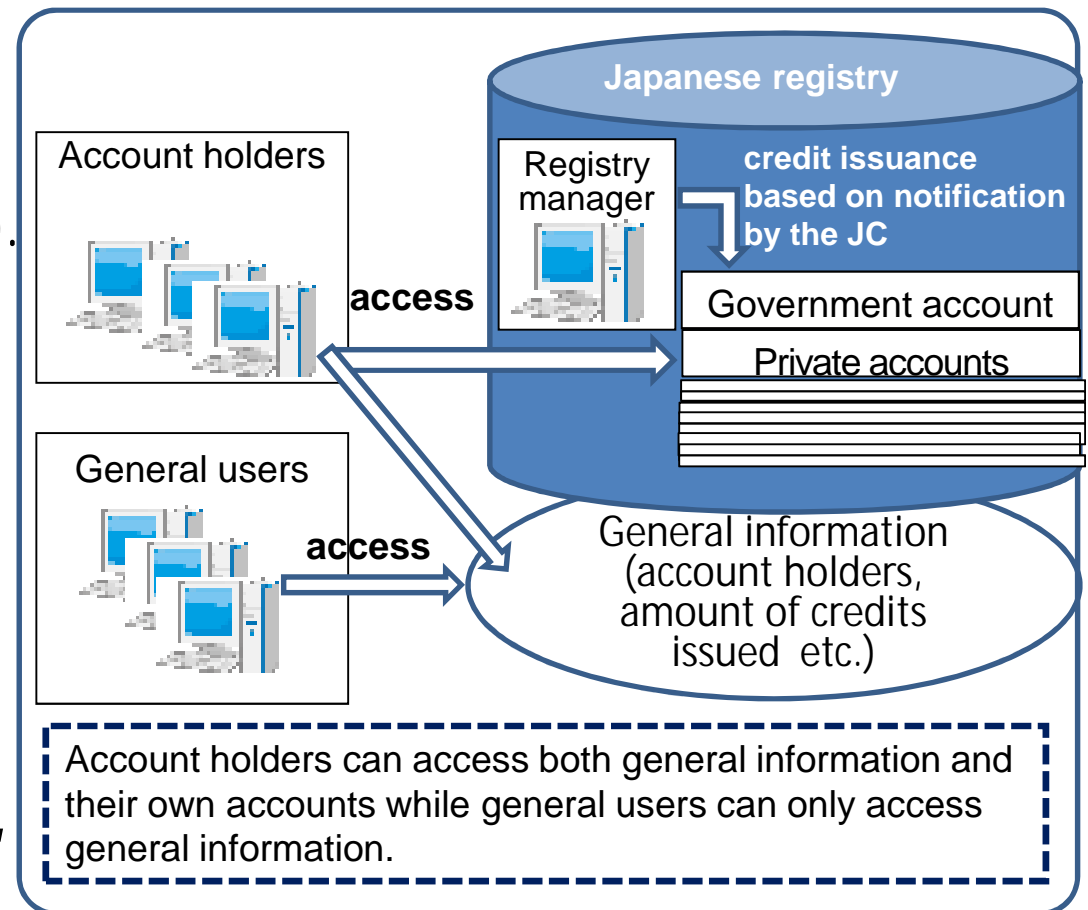 Japanese registry
Account holders
Registry
manager
credit issuance
based on notification
by the JC
access
Government account
Private accounts
General users
access
General information
(account holders,
amount of credits
issued etc.)
Account holders can access both general information and
their own accounts while general users can only access
general information.